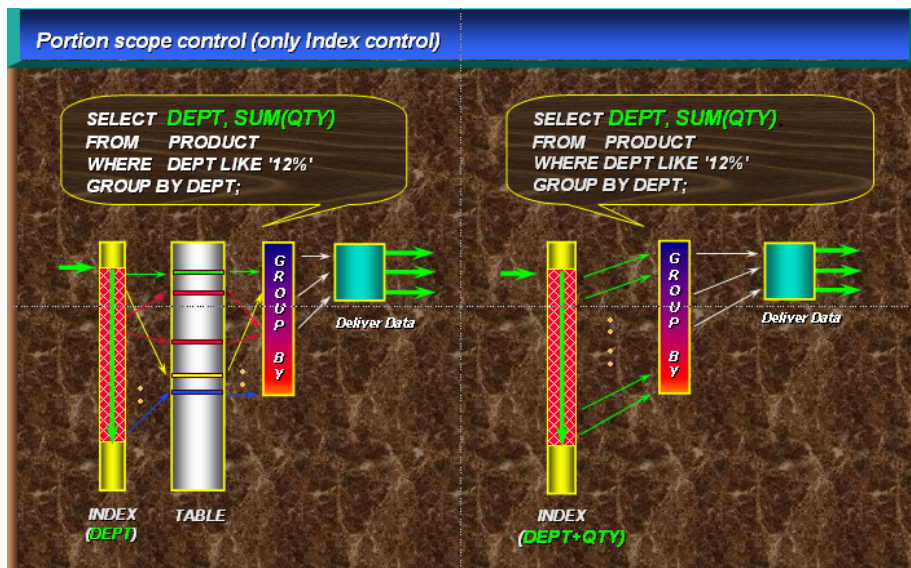 Portion scope control (only Index control)
SELECT DEPT, SUM(QTY)
FROM PRODUCT
WHERE DEPT LIKE '12%'
GROUP BY DEPT;
SELECT DEPT, SUM(QTY)
FROM PRODUCT
WHERE DEPT LIKE '12%'
GROUP BY DEPT;
GROUP BY
Deliver Data
INDEX
(DEPT)
TABLE
GROUP BY
Deliver Data
INDEX
(DEPT+QTY)